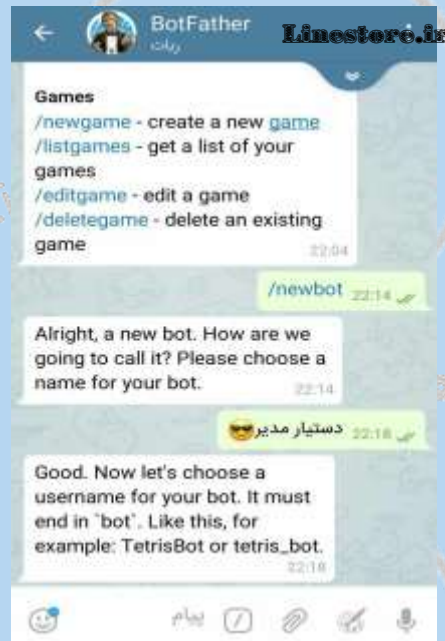 BotFather
ربات
Linestore.ir
Games
/newgame - create a new game
/listgames - get a list of your
games
/editgame - edit a game
/deletegame - delete an existing
game
22:04
/newbot 22:14
Alright, a new bot. How are we
going to call it? Please choose a
name for your bot.
22:14
دستیار مدیر😎 22:18
Good. Now let's choose a
username for your bot. It must
end in `bot`. Like this, for
example: TetrisBot or tetris_bot.
22:18
پیام